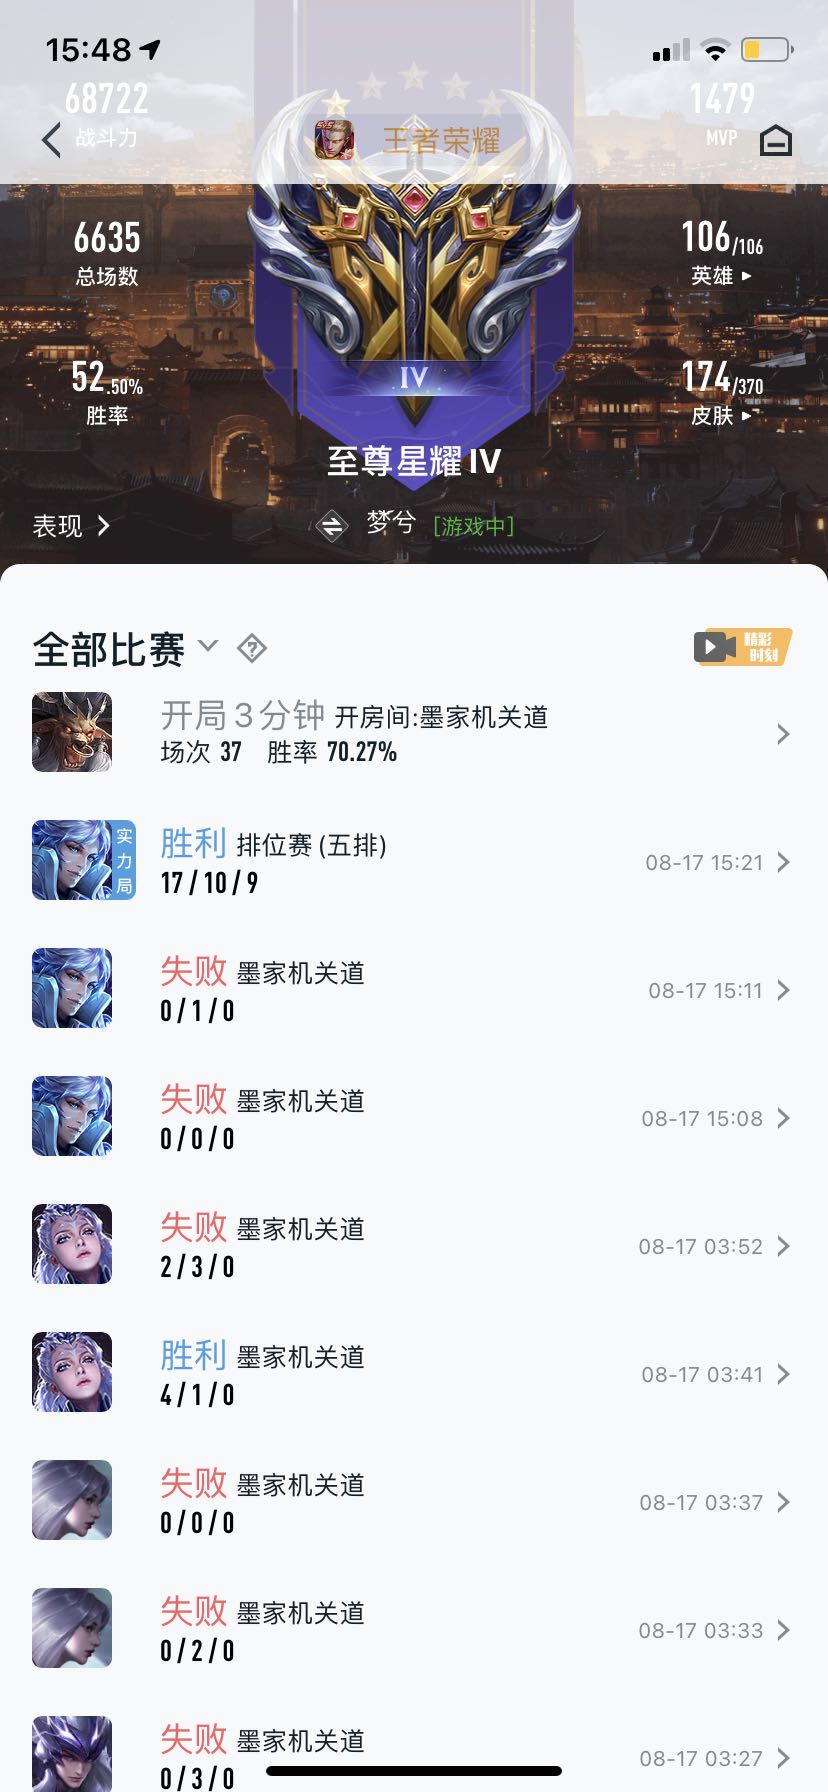 15:48
68722
战斗力
王者荣耀
1479
MVP
6635
总场数
106/106
英雄
52.50%
胜率
174/370
皮肤
IV
至尊星耀IV
表现
梦兮 [游戏中]
全部比赛
精彩时刻
开局3分钟 开房间:墨家机关道
场次 37 胜率 70.27%
实力局
胜利 排位赛 (五排)
17 / 10 / 9
08-17 15:21
失败 墨家机关道
0 / 1 / 0
08-17 15:11
失败 墨家机关道
0 / 0 / 0
08-17 15:08
失败 墨家机关道
2 / 3 / 0
08-17 03:52
胜利 墨家机关道
4 / 1 / 0
08-17 03:41
失败 墨家机关道
0 / 0 / 0
08-17 03:37
失败 墨家机关道
0 / 2 / 0
08-17 03:33
失败 墨家机关道
0 / 3 / 0
08-17 03:27